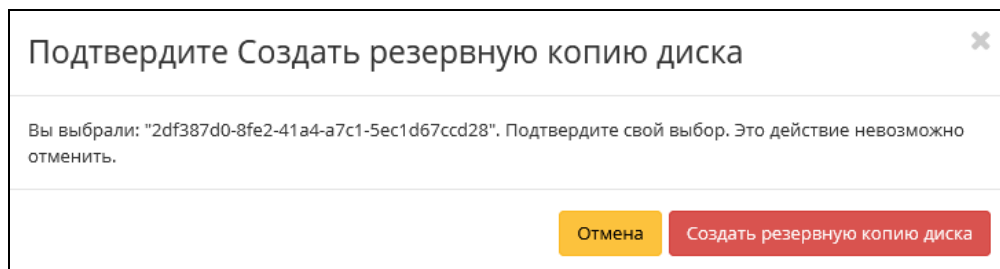 Подтвердите Создать резервную копию диска
×
Вы выбрали: "2df387d0-8fe2-41a4-a7c1-5ec1d67ccd28". Подтвердите свой выбор. Это действие невозможно
отменить.
Отмена
Создать резервную копию диска